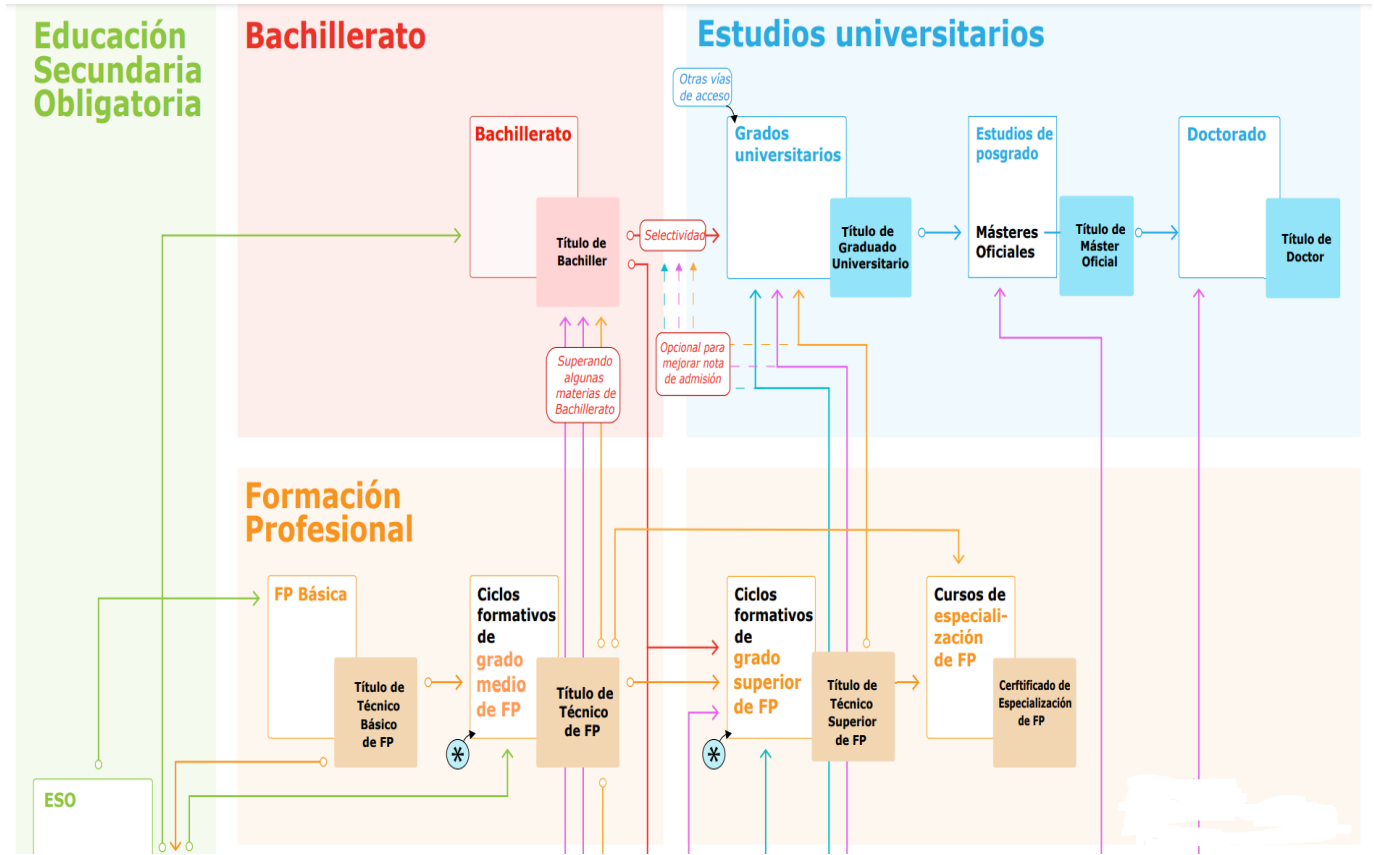 Educación
Secundaria
Obligatoria
Bachillerato
Estudios universitarios
Otras vías
de acceso
Bachillerato
Título de
Bachiller
Selectividad
Grados
universitarios
Título de
Graduado
Universitario
Estudios de
posgrado
Másteres
Oficiales
Título de
Máster
Oficial
Doctorado
Título de
Doctor
Superando
algunas
materias de
Bachillerato
Opcional para
mejorar nota
de admisión
Formación
Profesional
FP Básica
Título de
Técnico
Básico
de FP
Ciclos
formativos
de
grado
medio
de FP
*
Título de
Técnico
de FP
Ciclos
formativos
de
grado
superior
de FP
*
Título de
Técnico
Superior
de FP
Cursos de
especiali-
zación
de FP
Cerftificado de
Especialización
de FP
ESO